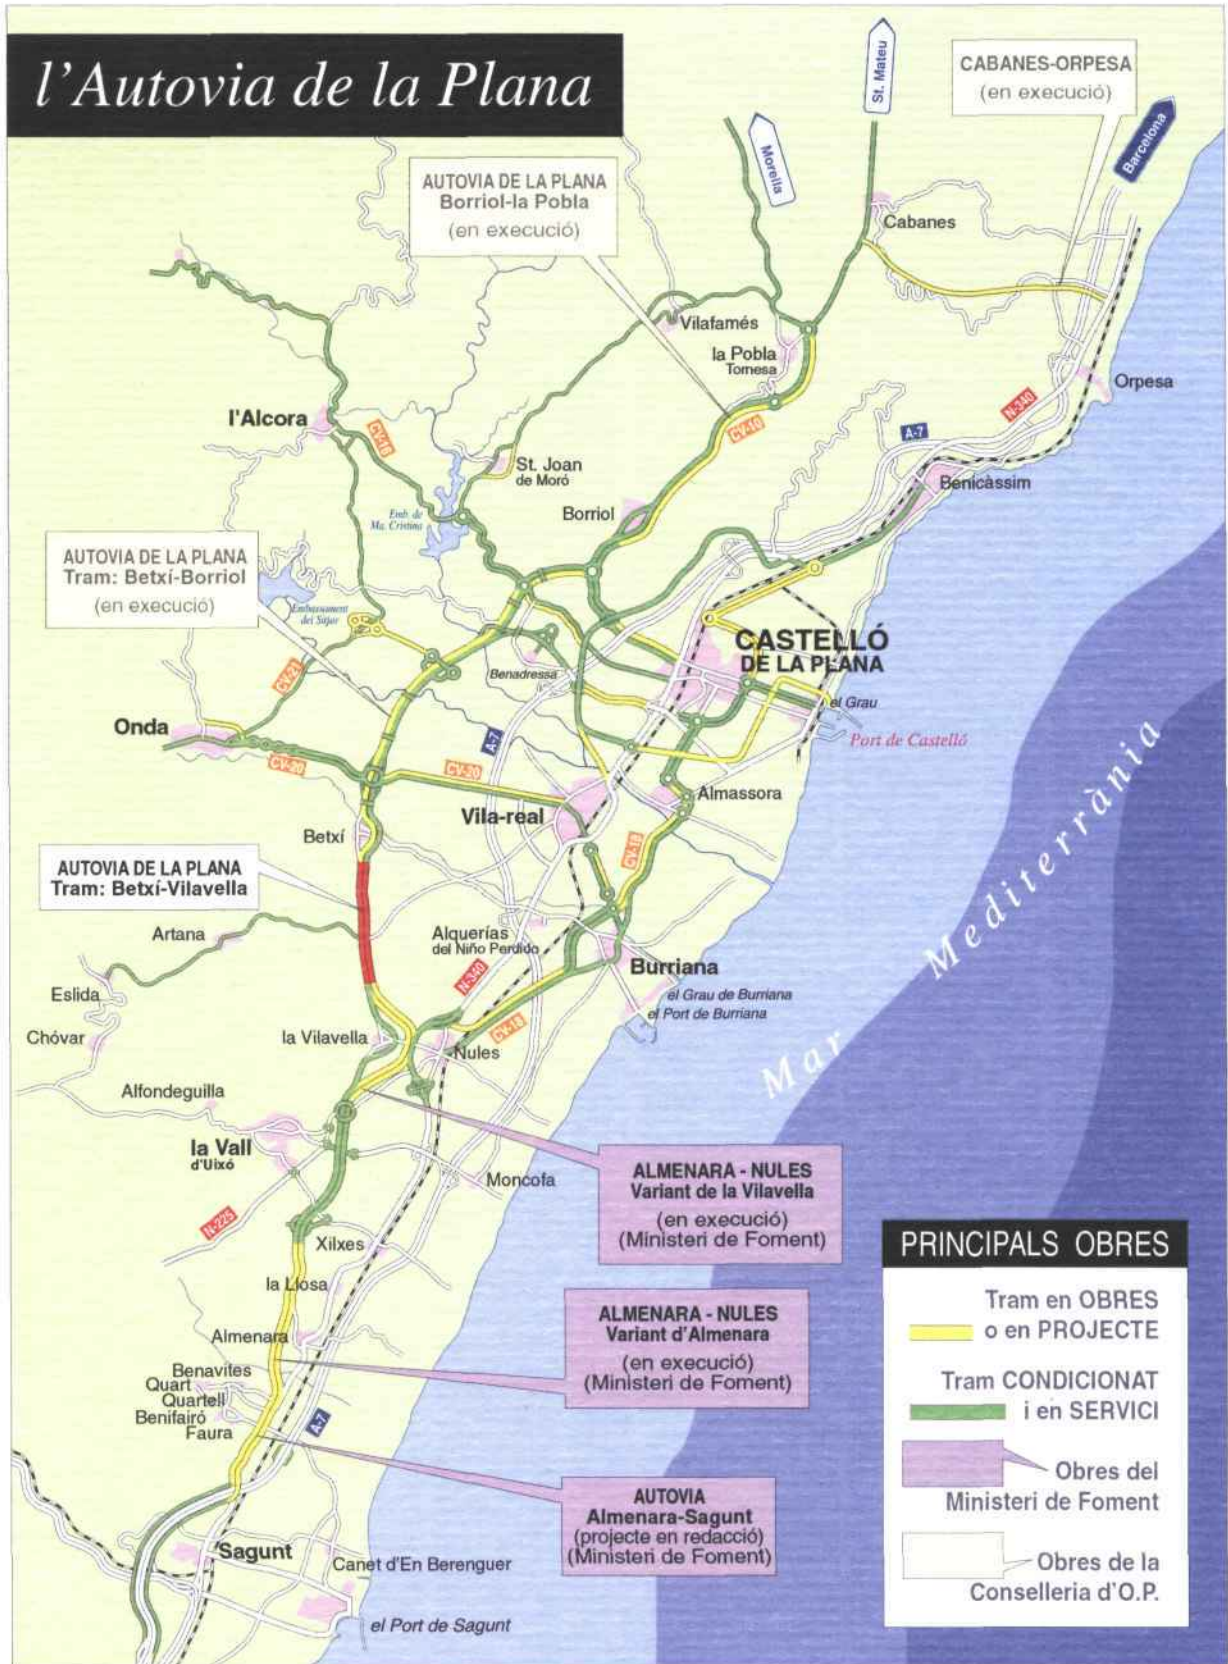 l'Autovia de la Plana
St. Mateu
CABANES-ORPESA
(en execució)
Barcelona
Morella
AUTOVIA DE LA PLANA
Borriol-la Pobla
(en execució)
Cabanes
Vilafamés
la Pobla
Tornesa
Orpesa
N-340
l'Alcora
CV-16
CV-10
A-7
St. Joan
de Moró
Benicàssim
Borriol
Emb. de
Ma. Cristina
AUTOVIA DE LA PLANA
Tram: Betxí-Borriol
(en execució)
Embassament
del Sitjar
CASTELLÓ
DE LA PLANA
Benadressa
CV-21
el Grau
Onda
A-7
Port de Castelló
CV-20
CV-20
Almassora
Vila-real
Betxí
CV-18
AUTOVIA DE LA PLANA
Tram: Betxí-Vilavella
Artana
Alquerías
del Niño Perdido
Burriana
N-340
Eslida
el Grau de Burriana
el Port de Burriana
CV-18
Chóvar
la Vilavella
Nules
Mar Mediterrània
Alfondeguilla
la Vall
d'Uixó
Moncofa
ALMENARA - NULES
Variant de la Vilavella
(en execució)
(Ministeri de Foment)
N-225
Xilxes
la Llosa
PRINCIPALS OBRES
Tram en OBRES
o en PROJECTE
Tram CONDICIONAT
i en SERVICI
Obres del
Ministeri de Foment
Obres de la
Conselleria d'O.P.
Almenara
ALMENARA - NULES
Variant d'Almenara
(en execució)
(Ministeri de Foment)
Benavites
Quart
Quartell
Benifairó
Faura
A-7
AUTOVIA
Almenara-Sagunt
(projecte en redacció)
(Ministeri de Foment)
Sagunt
Canet d'En Berenguer
el Port de Sagunt